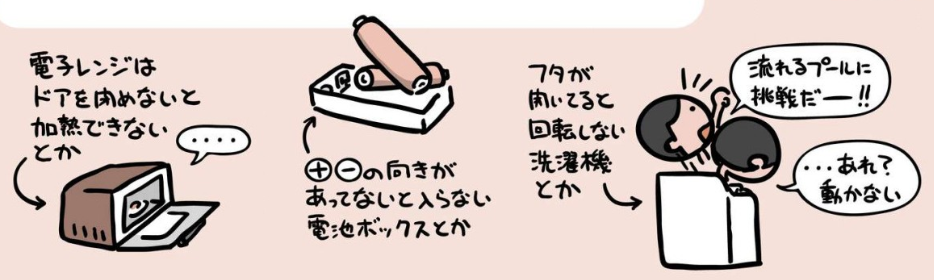 電子レンジは
ドアを閉めないと
加熱できない
とか
・・・・
⊕⊖の向きが
あってないと入らない
電池ボックスとか
フタが
開いてると
回転しない
洗濯機
とか
流れるプールに
挑戦だー!!
・・・あれ?
動かない